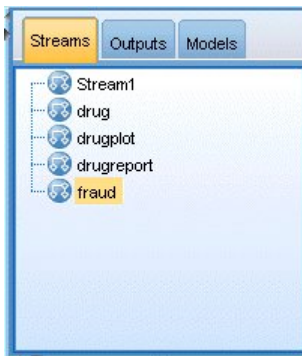 Streams Outputs Models
Stream1
drug
drugplot
drugreport
fraud